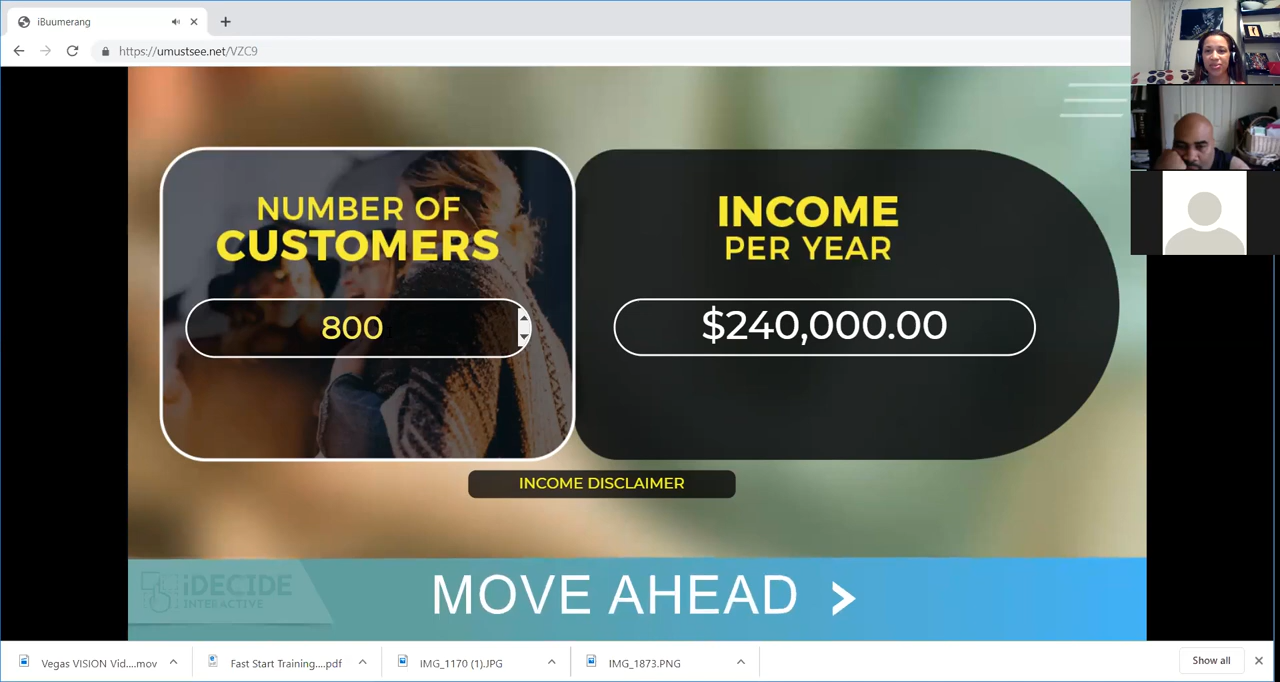 iBuumerang
https://umustsee.net/VZC9
NUMBER OF
CUSTOMERS
800
INCOME
PER YEAR
$240,000.00
INCOME DISCLAIMER
iDECIDE
INTERACTIVE
MOVE AHEAD >
Vegas VISION Vid....mov
Fast Start Training....pdf
IMG_1170 (1).JPG
IMG_1873.PNG
Show all